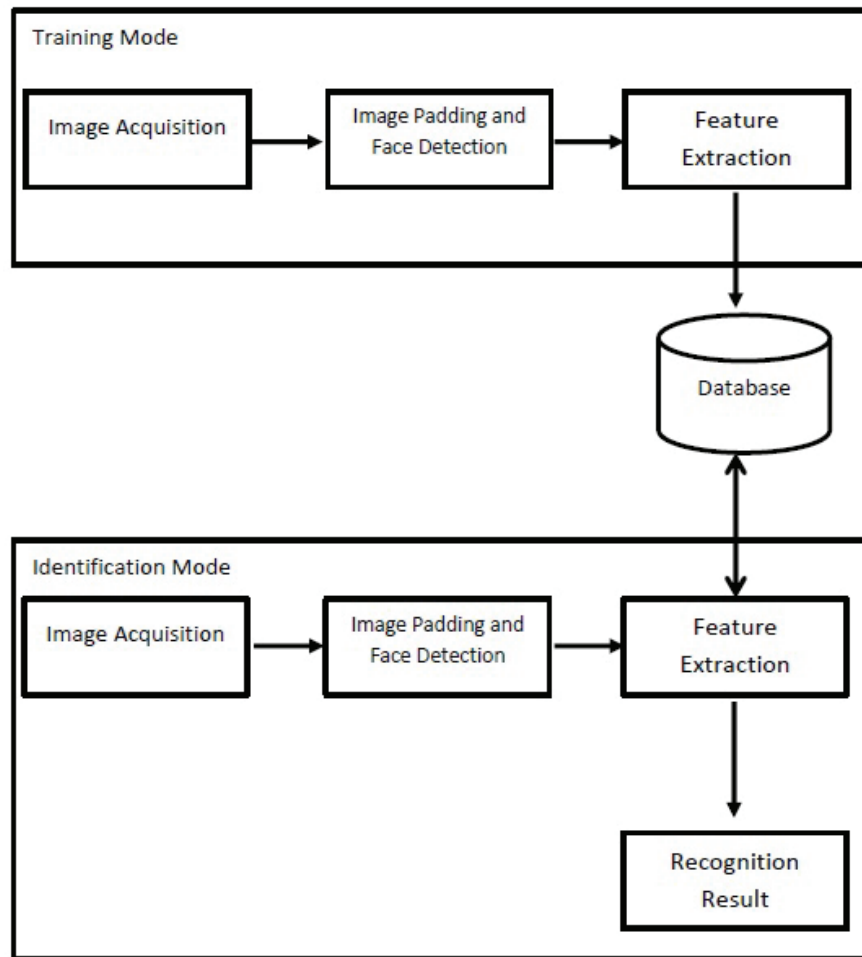 Training Mode
Image Acquisition
Image Padding and
Face Detection
Feature
Extraction
Database
Identification Mode
Image Acquisition
Image Padding and
Face Detection
Feature
Extraction
Recognition
Result